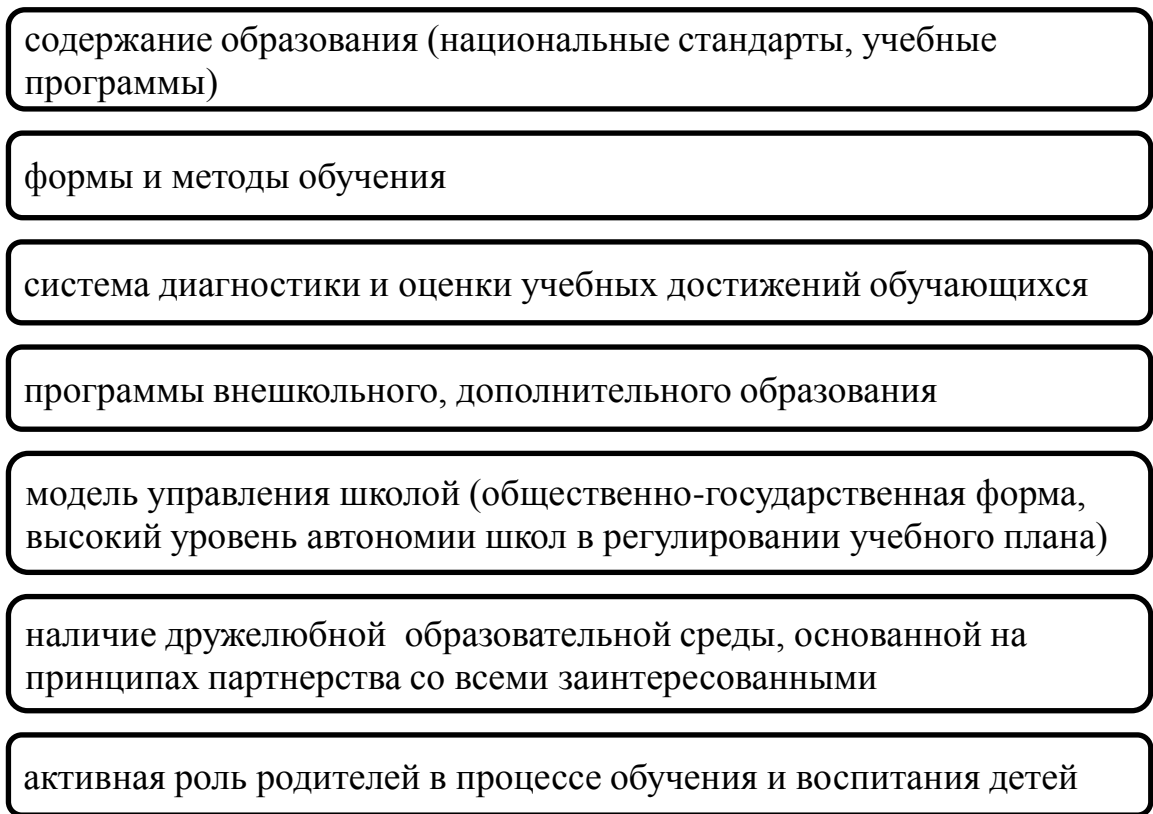 содержание образования (национальные стандарты, учебные
программы)
формы и методы обучения
система диагностики и оценки учебных достижений обучающихся
программы внешкольного, дополнительного образования
модель управления школой (общественно-государственная форма,
высокий уровень автономии школ в регулировании учебного плана)
наличие дружелюбной образовательной среды, основанной на
принципах партнерства со всеми заинтересованными
активная роль родителей в процессе обучения и воспитания детей